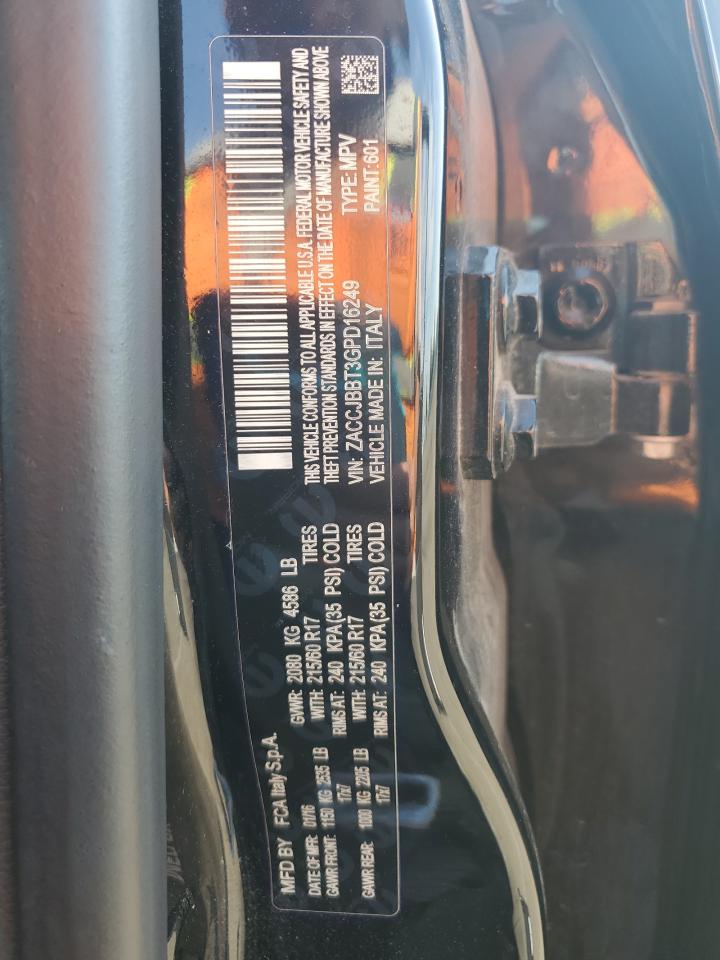 MFD BY FCA Italy S.p.A.
DATE OF MFR: 01/16 GVWR: 2080 KG 4586 LB
GAWR FRONT: 1150 KG 2535 LB WITH: 215/60 R17 TIRES
17x7 RIMS AT: 240 KPA(35 PSI) COLD
GAWR REAR: 1000 KG 2205 LB WITH: 215/60 R17 TIRES
17x7 RIMS AT: 240 KPA(35 PSI) COLD
THIS VEHICLE CONFORMS TO ALL APPLICABLE U.S.A. FEDERAL MOTOR VEHICLE SAFETY AND
THEFT PREVENTION STANDARDS IN EFFECT ON THE DATE OF MANUFACTURE SHOWN ABOVE
VIN: ZACCJBBT3GPD16249 TYPE: MPV
VEHICLE MADE IN: ITALY PAINT: 601